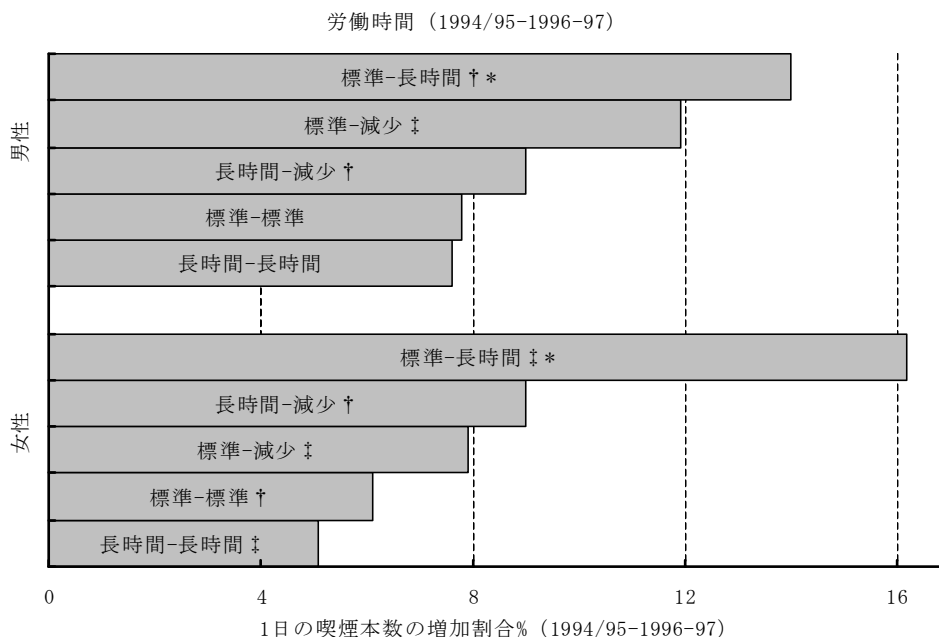 労働時間 (1994/95-1996-97)
男性
標準-長時間†*
標準-減少‡
長時間-減少†
標準-標準
長時間-長時間
女性
標準-長時間‡*
長時間-減少†
標準-減少‡
標準-標準†
長時間-長時間‡
0 4 8 12 16
1日の喫煙本数の増加割合% (1994/95-1996-97)